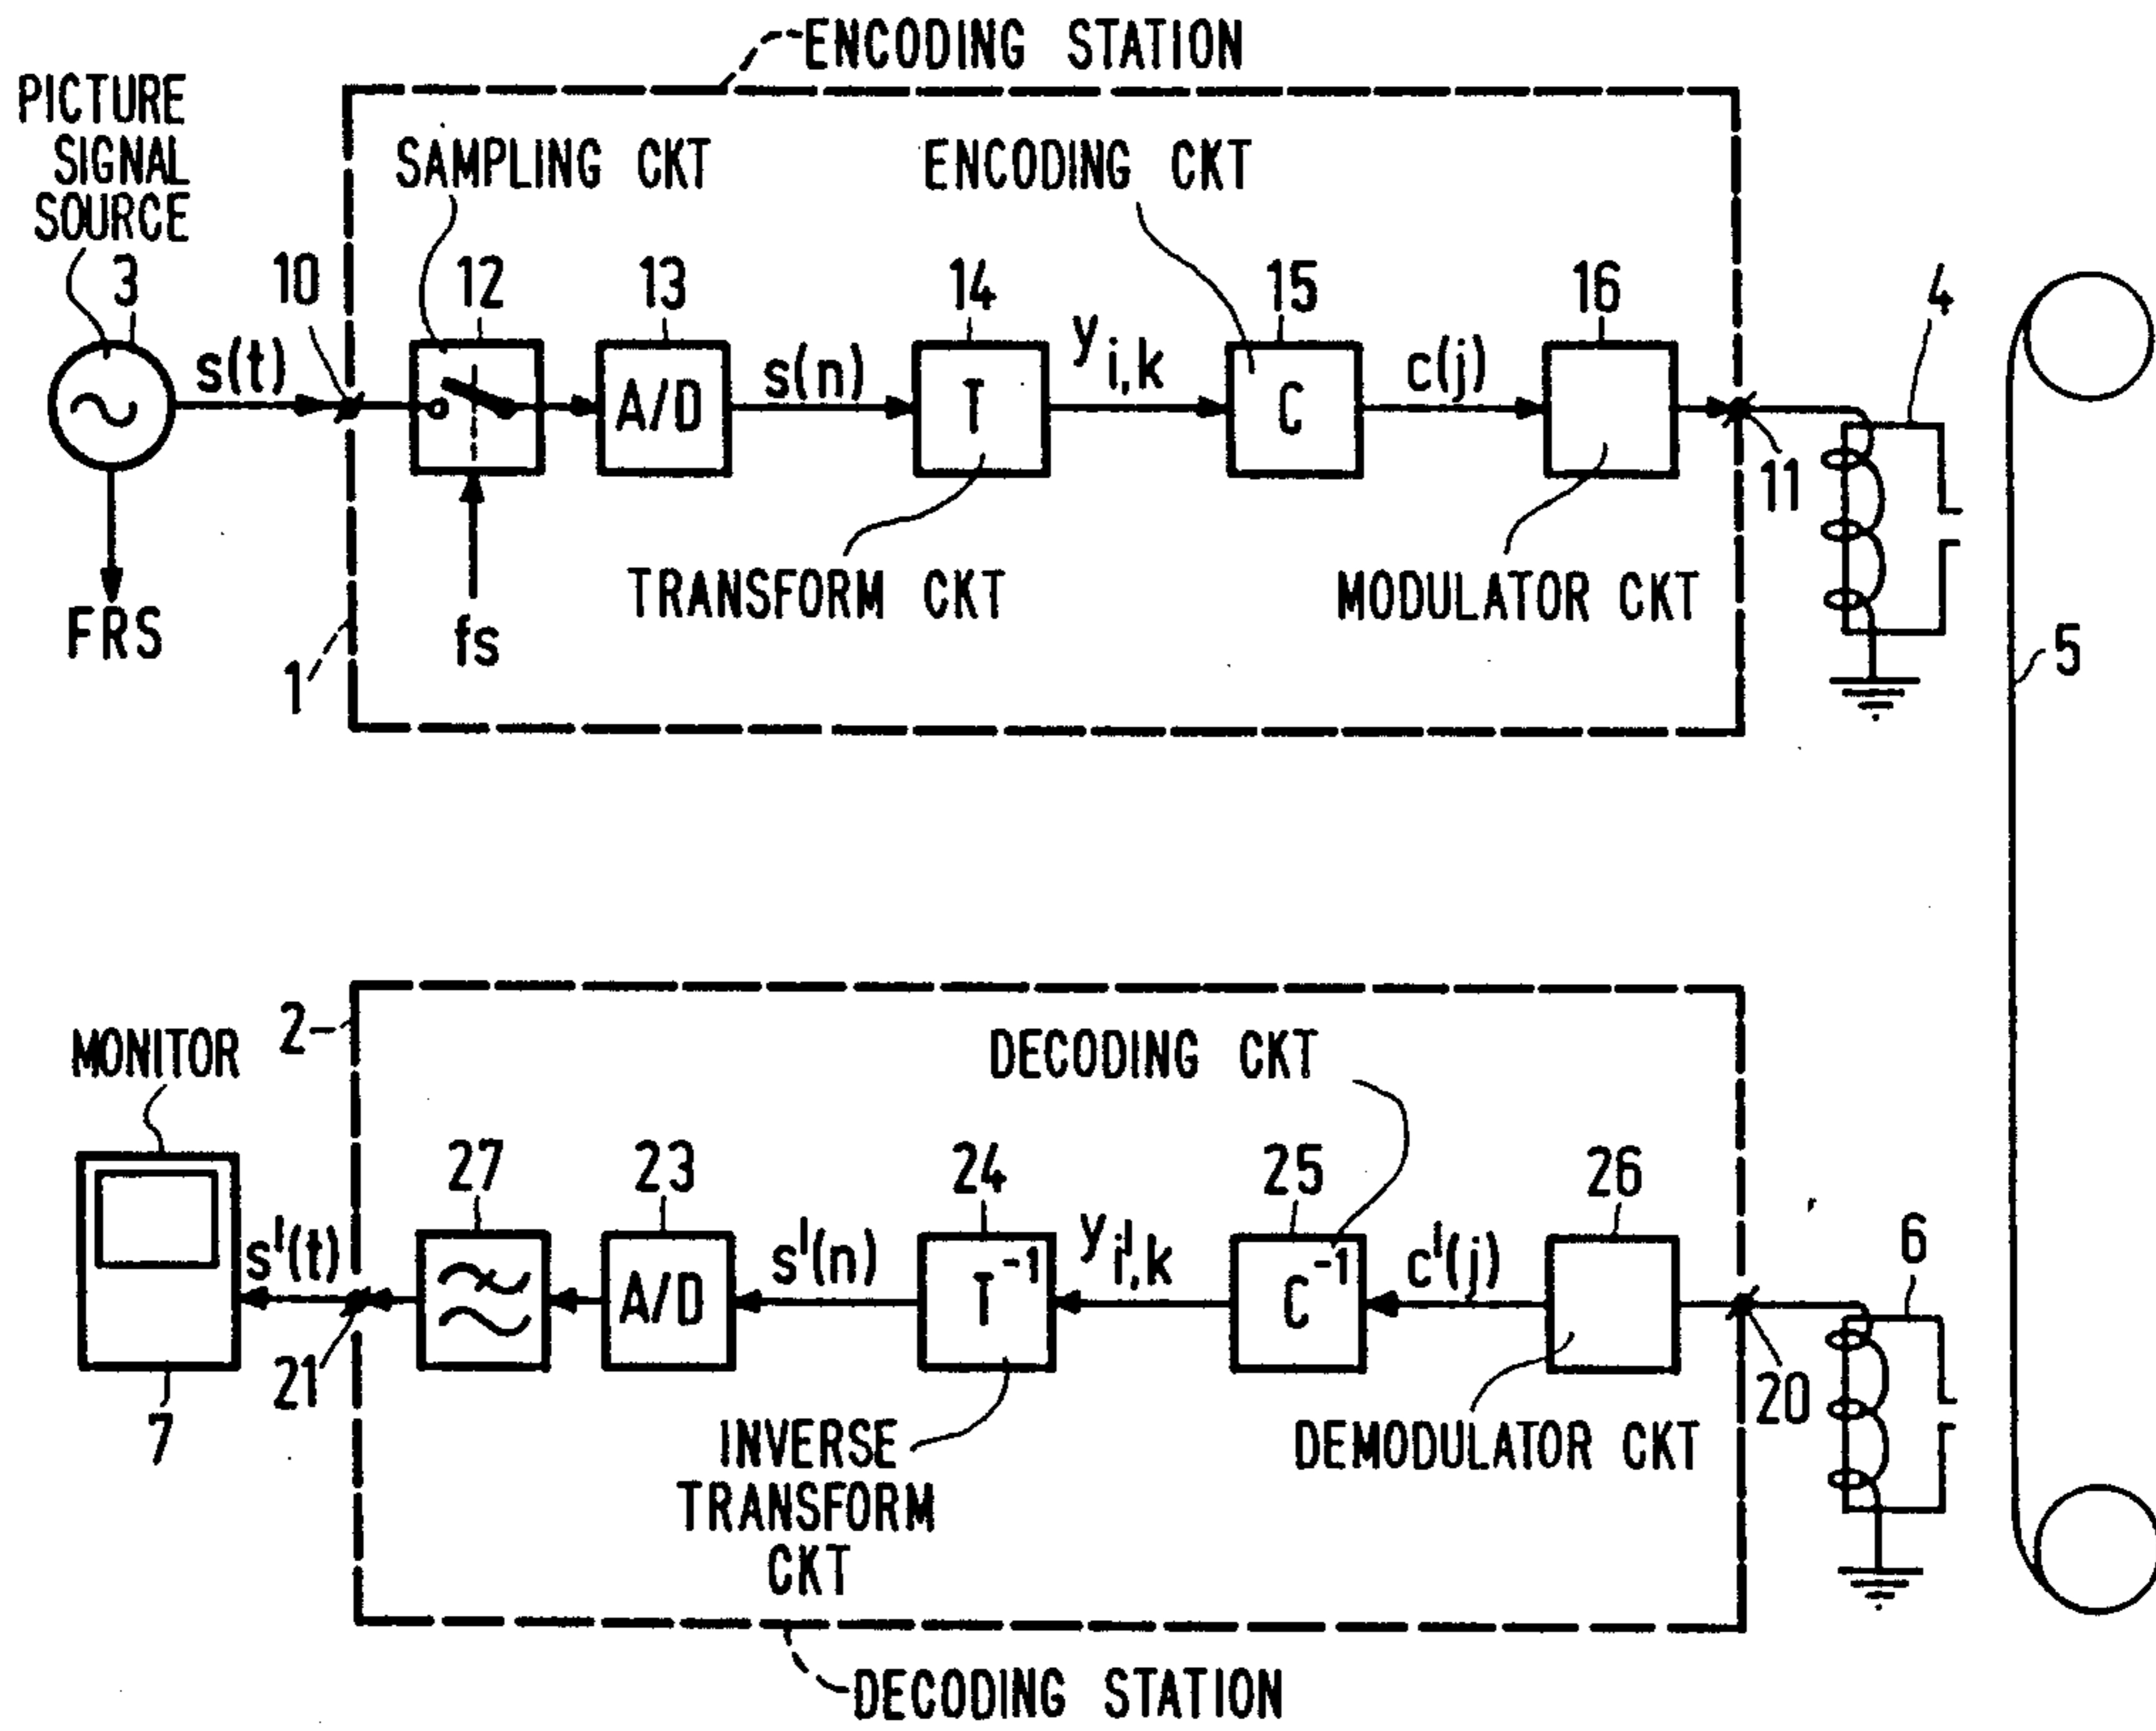 ENCODING STATION
PICTURE
SIGNAL
SOURCE
SAMPLING CKT
ENCODING CKT
3
10
12
13
14
15
16
4
s(t)
A/D
s(n)
T
y i,k
C
c(j)
11
FRS
fs
TRANSFORM CKT
MODULATOR CKT
1
5
2
MONITOR
DECODING CKT
27
23
24
25
26
6
s'(t)
A/D
s'(n)
T -1
y' i,k
C -1
c'(j)
21
20
7
INVERSE
TRANSFORM
CKT
DEMODULATOR CKT
DECODING STATION